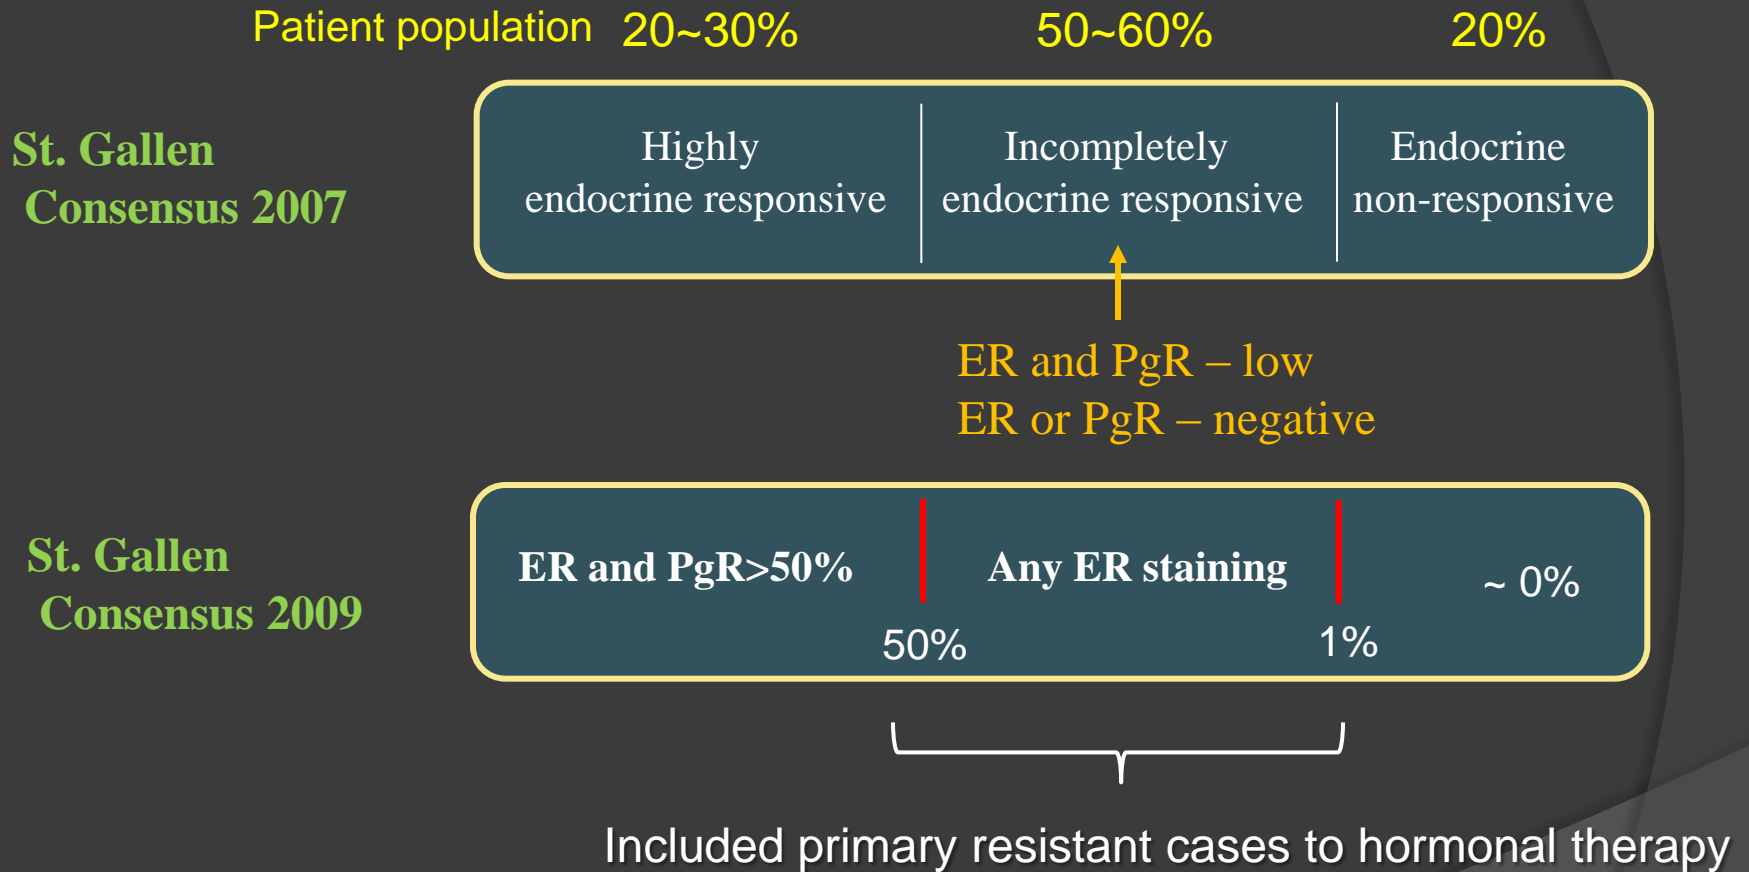 Patient population 20~30% 50~60% 20%
St. Gallen
Consensus 2007
Highly
endocrine responsive
Incompletely
endocrine responsive
Endocrine
non-responsive
ER and PgR – low
ER or PgR – negative
St. Gallen
Consensus 2009
ER and PgR>50%
Any ER staining
~ 0%
50%
1%
Included primary resistant cases to hormonal therapy